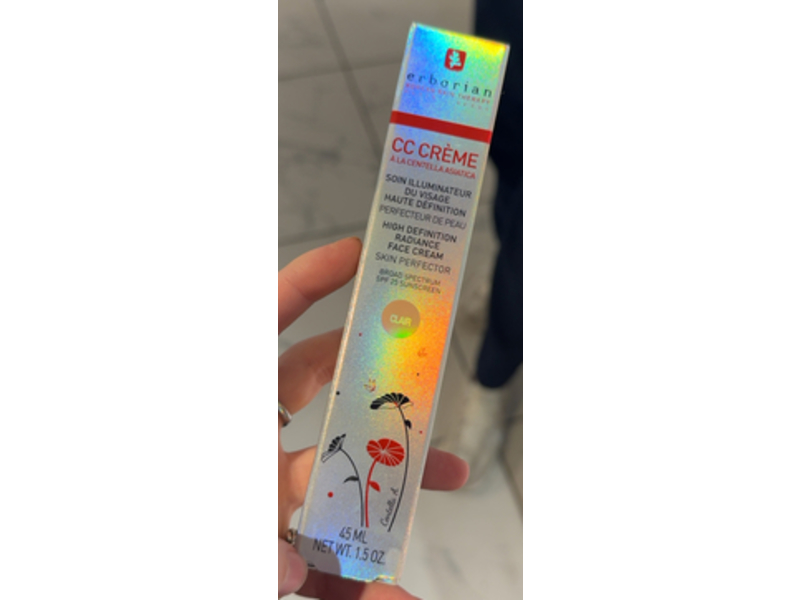 erborian
CC CRÈME
À LA CENTELLA ASIATICA
SOIN ILLUMINATEUR
DU VISAGE
HAUTE DÉFINITION
PERFECTEUR DE PEAU
HIGH DEFINITION
RADIANCE
FACE CREAM
SKIN PERFECTOR
BROAD SPECTRUM
SPF 25 SUNSCREEN
CLAIR
Centella A.
45 ML
NET WT. 1.5 OZ.